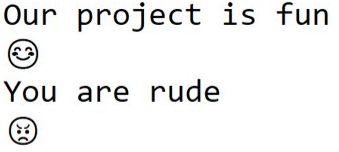 Our project is fun
😊
You are rude
😠